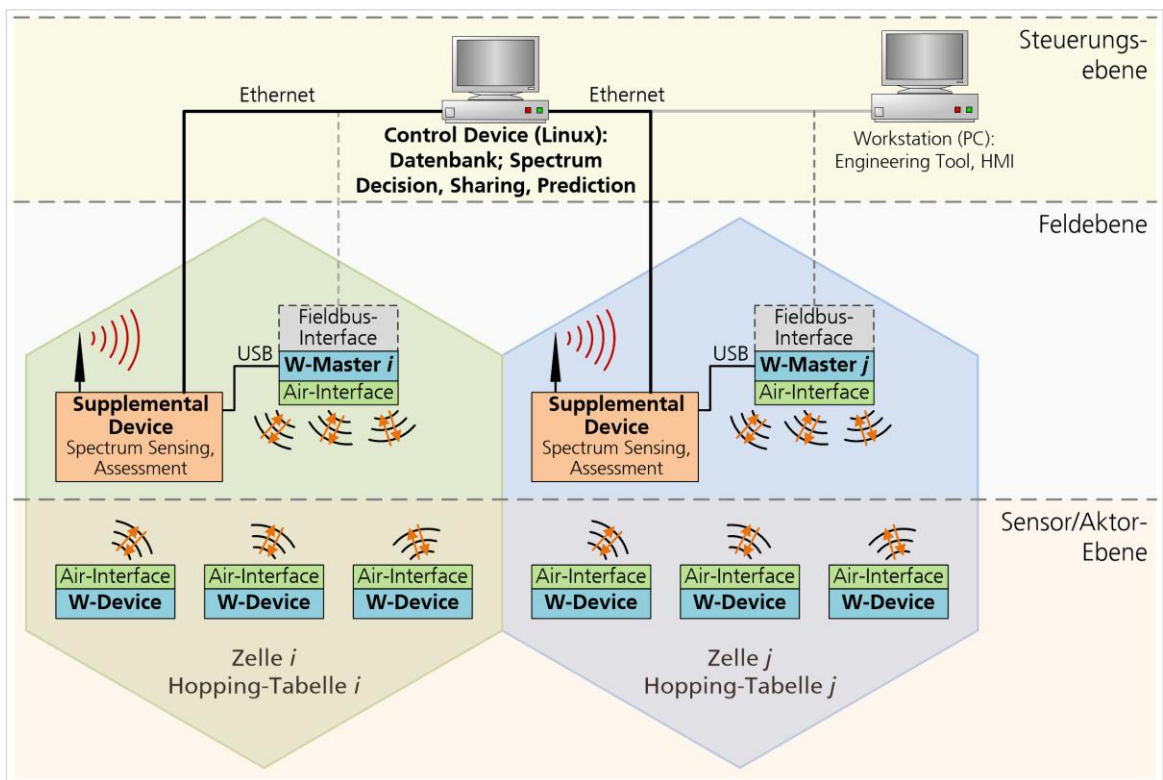 Steuerungs-
ebene
Ethernet
Ethernet
Control Device (Linux):
Datenbank; Spectrum
Decision, Sharing, Prediction
Workstation (PC):
Engineering Tool, HMI
Feldebene
Fieldbus-
Interface
W-Master i
Air-Interface
USB
Supplemental
Device
Spectrum Sensing,
Assessment
Fieldbus-
Interface
W-Master j
Air-Interface
USB
Supplemental
Device
Spectrum Sensing,
Assessment
Sensor/Aktor-
Ebene
Air-Interface
W-Device
Air-Interface
W-Device
Air-Interface
W-Device
Air-Interface
W-Device
Air-Interface
W-Device
Air-Interface
W-Device
Zelle i
Hopping-Tabelle i
Zelle j
Hopping-Tabelle j